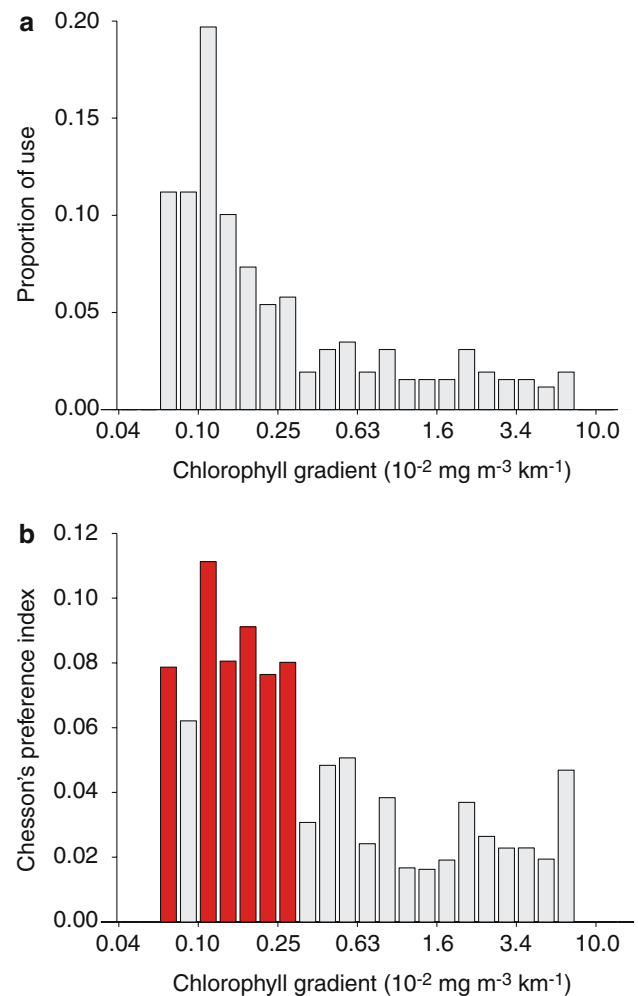 a
Proportion of use
0.20
0.15
0.10
0.05
0.00
0.04 0.10 0.25 0.63 1.6 3.4 10.0
Chlorophyll gradient (10-2 mg m-3 km-1)
b
Chesson's preference index
0.12
0.10
0.08
0.06
0.04
0.02
0.00
0.04 0.10 0.25 0.63 1.6 3.4 10.0
Chlorophyll gradient (10-2 mg m-3 km-1)